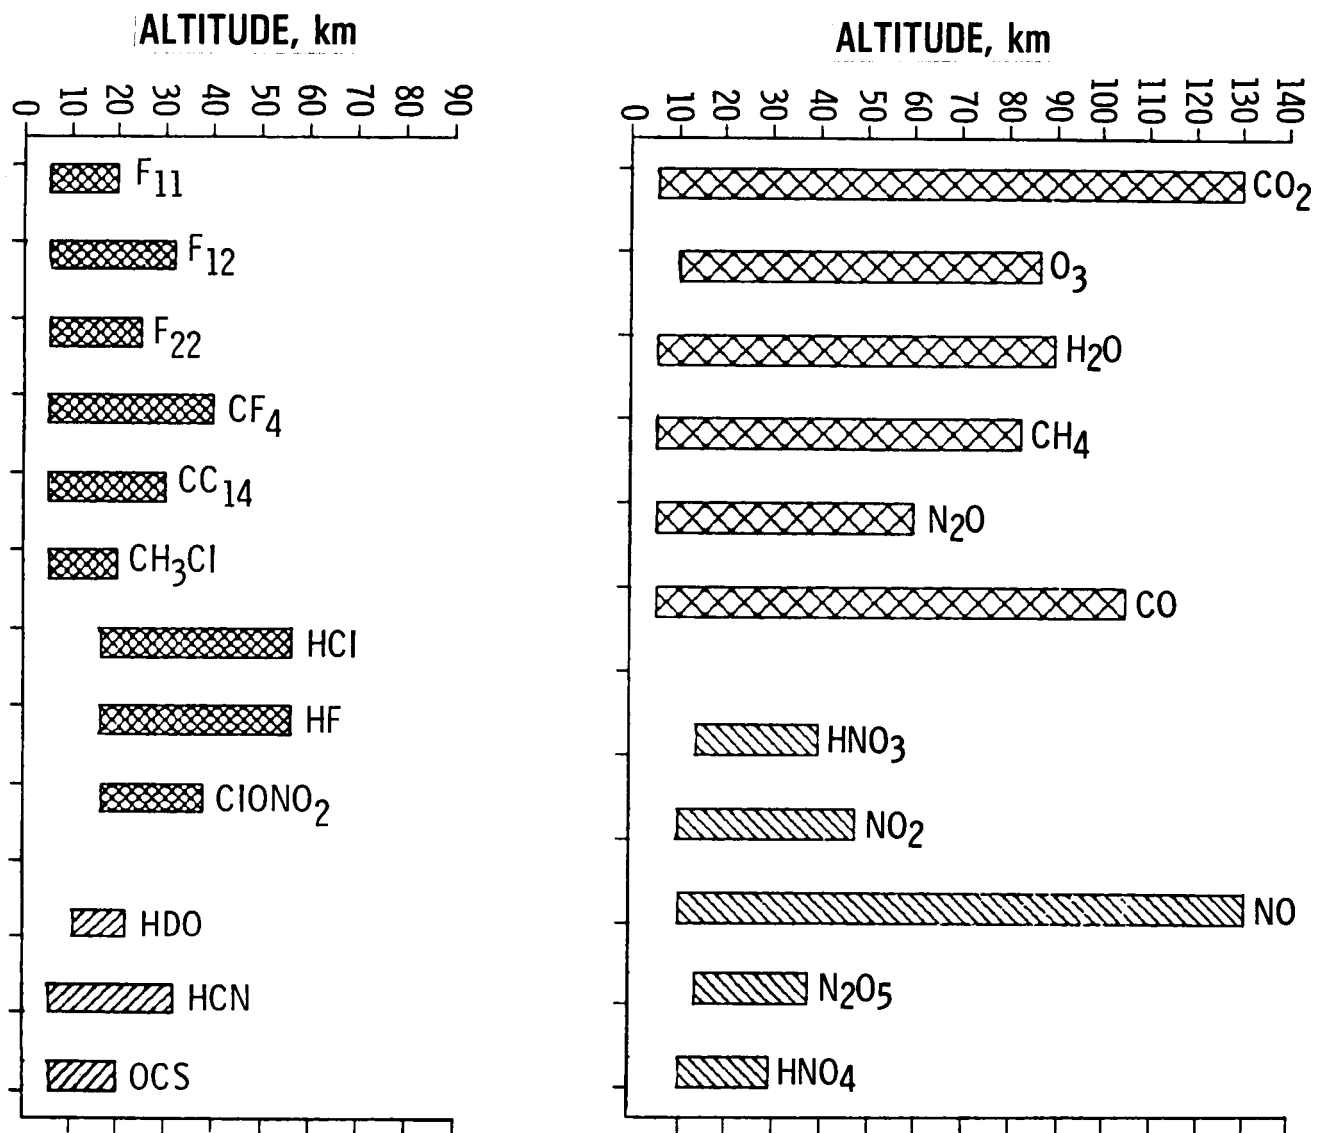 ALTITUDE, km
0 10 20 30 40 50 60 70 80 90
F11
F12
F22
CF4
CC14
CH3Cl
HCl
HF
ClONO2
HDO
HCN
OCS
ALTITUDE, km
0 10 20 30 40 50 60 70 80 90 100 110 120 130 140
CO2
O3
H2O
CH4
N2O
CO
HNO3
NO2
NO
N2O5
HNO4